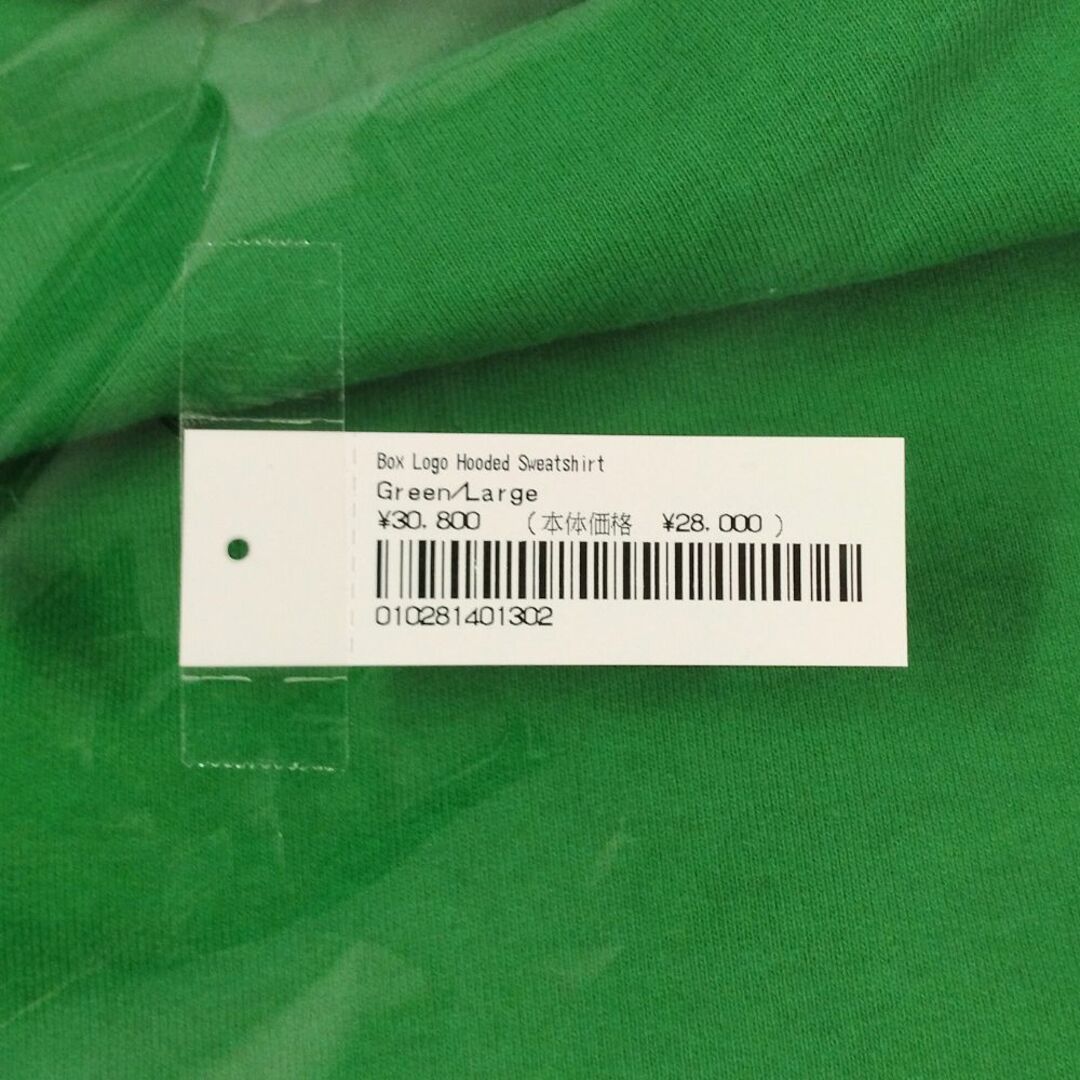 Box Logo Hooded Sweatshirt
Green/Large
¥30.800 (本体価格 ¥28.000)
010281401302